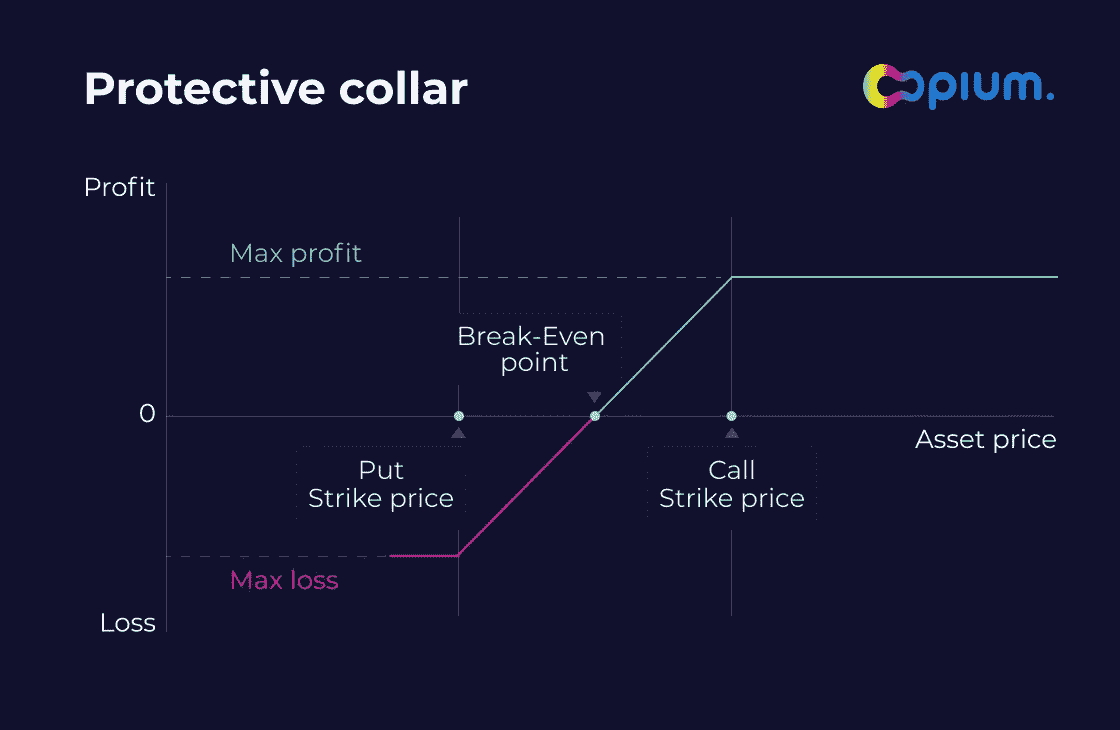 Protective collar
opium.
Profit
Max profit
Break-Even
point
0
Asset price
Put
Strike price
Call
Strike price
Max loss
Loss